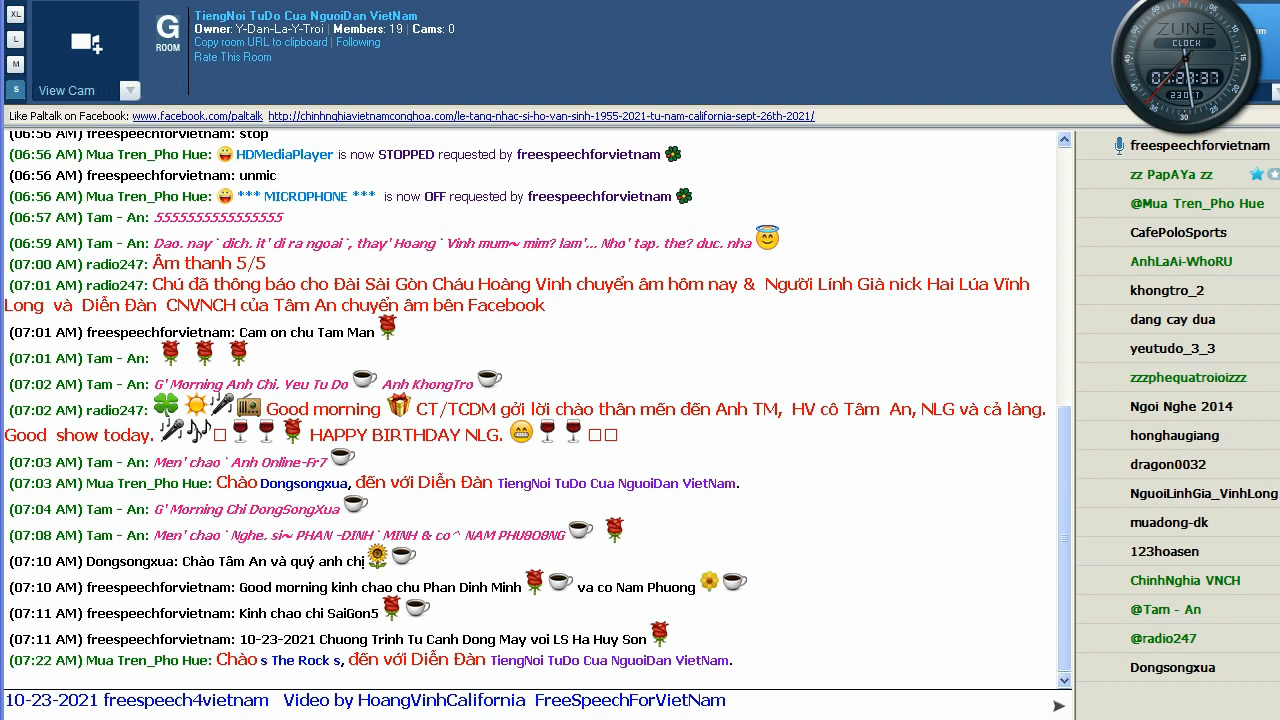 XL
L
M
S
View Cam
G
ROOM
TiengNoi TuDo Cua NguoiDan VietNam
Owner: Y-Dan-La-Y-Troi | Members: 19 | Cams: 0
Copy room URL to clipboard | Following
Rate This Room
ZUNE
CLOCK
07:23:37
23 OCT
Like Paltalk on Facebook: www.facebook.com/paltalk http://chinhnghiavietnamconghoa.com/le-tang-nhac-si-ho-van-sinh-1955-2021-tu-nam-california-sept-26th-2021/
(06:56 AM) freespeechforvietnam: stop
(06:56 AM) Mua Tren_Pho Hue: HDMediaPlayer is now STOPPED requested by freespeechforvietnam
(06:56 AM) freespeechforvietnam: unmic
(06:56 AM) Mua Tren_Pho Hue: *** MICROPHONE *** is now OFF requested by freespeechforvietnam
(06:57 AM) Tam - An: 55555555555555555
(06:59 AM) Tam - An: Dao. nay` dich. it' di ra ngoai`, thay' Hoang` Vinh mum~ mim? lam'... Nho' tap. the? duc. nha
(07:00 AM) radio247: Âm thanh 5/5
(07:01 AM) radio247: Chú đã thông báo cho Đài Sài Gòn Cháu Hoàng Vinh chuyển âm hôm nay & Người Lính Già nick Hai Lúa Vĩnh
Long và Diễn Đàn CNVNCH của Tâm An chuyển âm bên Facebook
(07:01 AM) freespeechforvietnam: Cam on chu Tam Man
(07:01 AM) Tam - An:
(07:02 AM) Tam - An: G' Morning Anh Chi. Yeu Tu Do Anh KhongTro
(07:02 AM) radio247: Good morning CT/TCDM gởi lời chào thân mến đến Anh TM, HV cô Tâm An, NLG và cả làng.
Good show today. HAPPY BIRTHDAY NLG.
(07:03 AM) Tam - An: Men' chao` Anh Online-Fr7
(07:03 AM) Mua Tren_Pho Hue: Chào Dongsongxua, đến với Diễn Đàn TiengNoi TuDo Cua NguoiDan VietNam.
(07:04 AM) Tam - An: G' Morning Chi DongSongXua
(07:08 AM) Tam - An: Men' chao` Nghe. si~ PHAN -DINH` MINH & co^ NAM PHU8O8NG
(07:10 AM) Dongsongxua: Chào Tâm An và quý anh chị
(07:10 AM) freespeechforvietnam: Good morning kinh chao chu Phan Dinh Minh va co Nam Phuong
(07:11 AM) freespeechforvietnam: Kinh chao chi SaiGon5
(07:11 AM) freespeechforvietnam: 10-23-2021 Chuong Trinh Tu Canh Dong May voi LS Ha Huy Son
(07:22 AM) Mua Tren_Pho Hue: Chào s The Rock s, đến với Diễn Đàn TiengNoi TuDo Cua NguoiDan VietNam.
10-23-2021 freespeech4vietnam Video by HoangVinhCalifornia FreeSpeechForVietNam
freespeechforvietnam
zz PapAYa zz
@Mua Tren_Pho Hue
CafePoloSports
AnhLaAi-WhoRU
khongtro_2
dang cay dua
yeutudo_3_3
zzzphequatroioizzz
Ngoi Nghe 2014
honghaugiang
dragon0032
NguoiLinhGia_VinhLong
muadong-dk
123hoasen
ChinhNghia VNCH
@Tam - An
@radio247
Dongsongxua